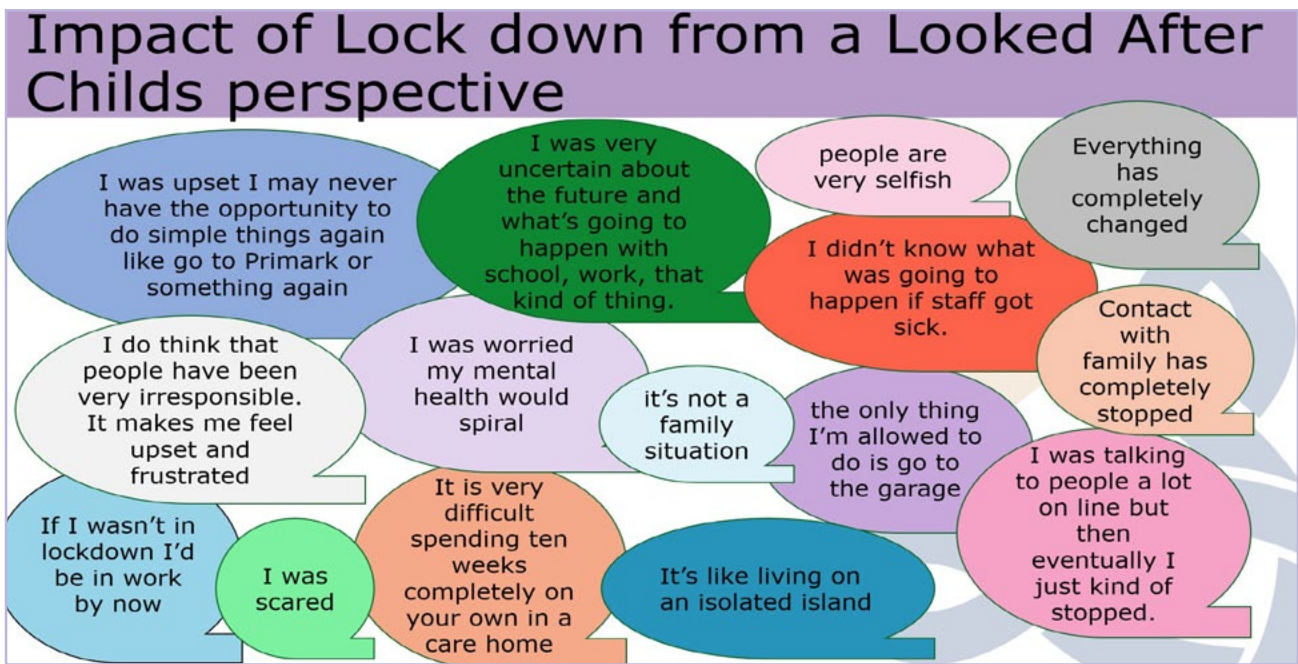 Impact of Lock down from a Looked After
Childs perspective
I was upset I may never
have the opportunity to
do simple things again
like go to Primark or
something again
I was very
uncertain about
the future and
what's going to
happen with
school, work, that
kind of thing.
people are
very selfish
Everything
has
completely
changed
I didn't know what
was going to
happen if staff got
sick.
I do think that
people have been
very irresponsible.
It makes me feel
upset and
frustrated
I was worried
my mental
health would
spiral
it's not a
family
situation
the only thing
I'm allowed to
do is go to
the garage
Contact
with
family has
completely
stopped
If I wasn't in
lockdown I'd
be in work
by now
I was
scared
It is very
difficult
spending ten
weeks
completely on
your own in a
care home
It's like living on
an isolated island
I was talking
to people a lot
on line but
then
eventually I
just kind of
stopped.